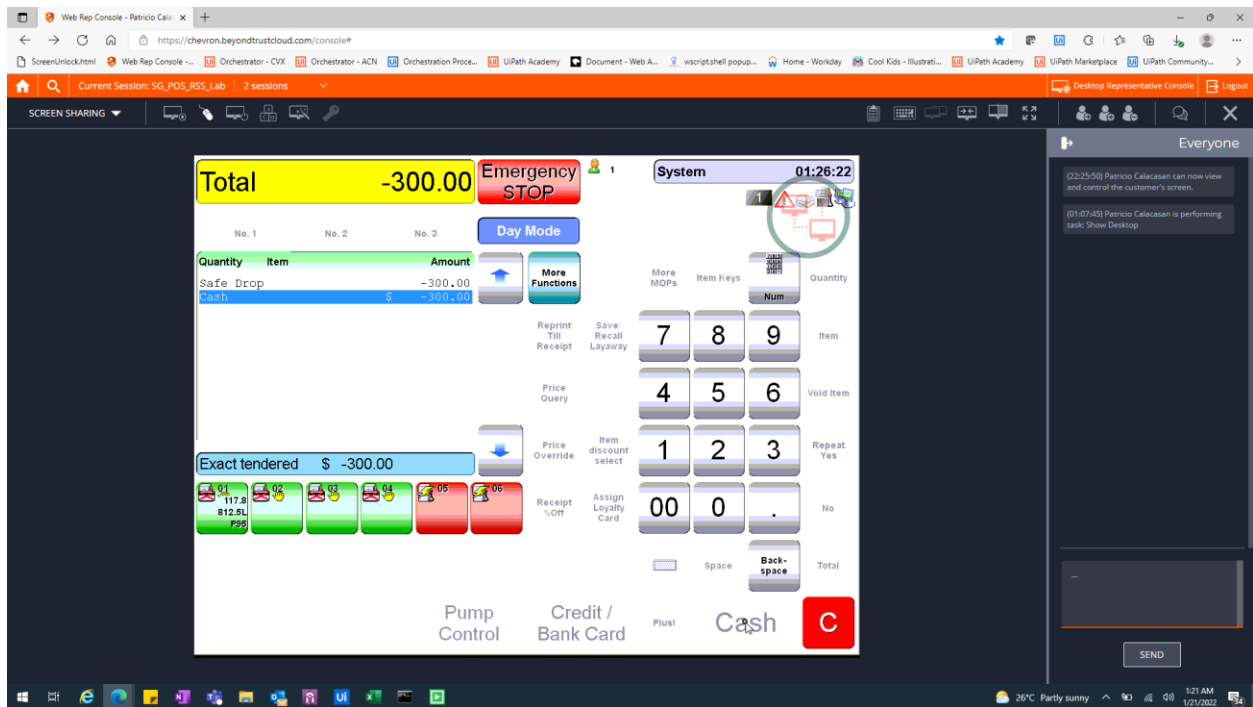 Web Rep Console - Patricio Cala
https://chevron.beyondtrustcloud.com/console#
ScreenUnlock.html Web Rep Console -... Orchestrator - CVX Orchestrator - ACN Orchestration Proce... UiPath Academy Document - Web A... wscript.shell popup... Home - Workday Cool Kids - Illustrati... UiPath Academy UiPath Marketplace UiPath Community...
Current Session: SG_POS_RSS_Lab 2 sessions Desktop Representative Console Logout
SCREEN SHARING
Everyone
(22:25:50) Patricio Calacasan can now view
and control the customer's screen.
(01:07:45) Patricio Calacasan is performing
task: Show Desktop
SEND
Total -300.00
Emergency
STOP
1
System 01:26:22
1
No. 1 No. 2 No. 3
Day Mode
Quantity Item Amount
Safe Drop -300.00
Cash $ -300.00
More
Functions
More
MOPs
Item Keys
Num
Quantity
Reprint
Till
Receipt
Save/
Recall
Layaway
7 8 9
Item
Price
Query
4 5 6
Void Item
Price
Override
Item
discount
select
1 2 3
Repeat
Yes
Exact tendered $ -300.00
01 02 03 04 05 06
117.8
812.5L
P95
Receipt
%Off
Assign
Loyalty
Card
00 0 .
No
Space
Back-
space
Total
Pump
Control
Credit /
Bank Card
Plus!
Cash
C
26°C Partly sunny
1:21 AM
1/21/2022